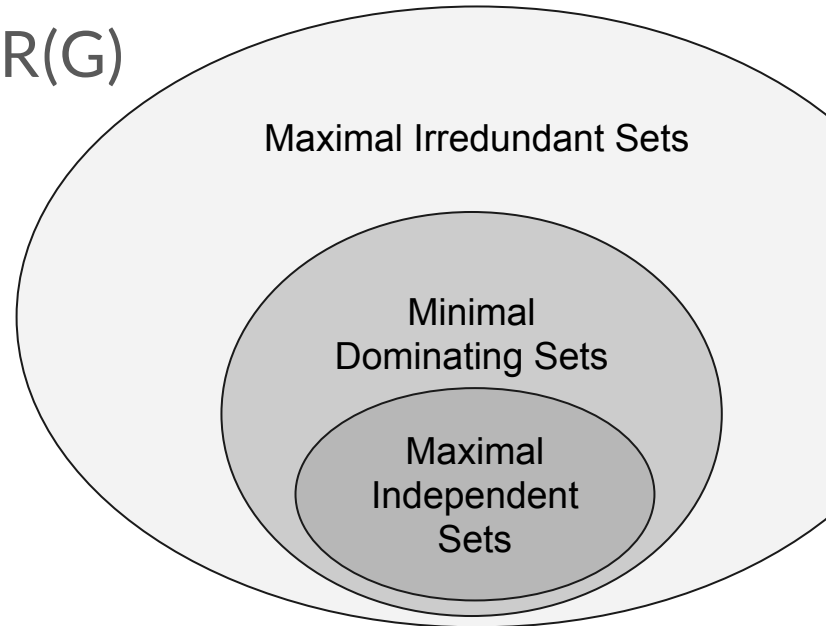 R(G)
Maximal Irredundant Sets
Minimal
Dominating Sets
Maximal
Independent
Sets